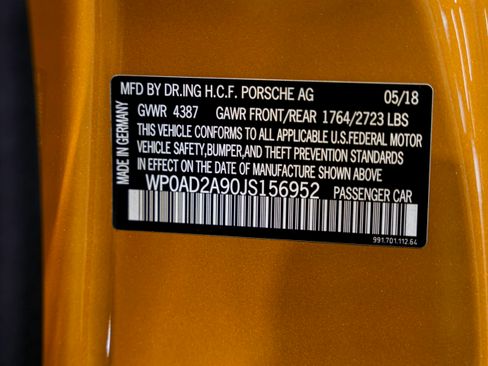 MFD BY DR.ING H.C.F. PORSCHE AG 05/18
GVWR 4387 GAWR FRONT/REAR 1764/2723 LBS
THIS VEHICLE CONFORMS TO ALL APPLICABLE U.S.FEDERAL MOTOR
VEHICLE SAFETY,BUMPER,AND THEFT PREVENTION STANDARDS
IN EFFECT ON THE DATE OF MANUFACTURE SHOWN ABOVE
WP0AD2A90JS156952 PASSENGER CAR
991.701.112.64
MADE IN GERMANY